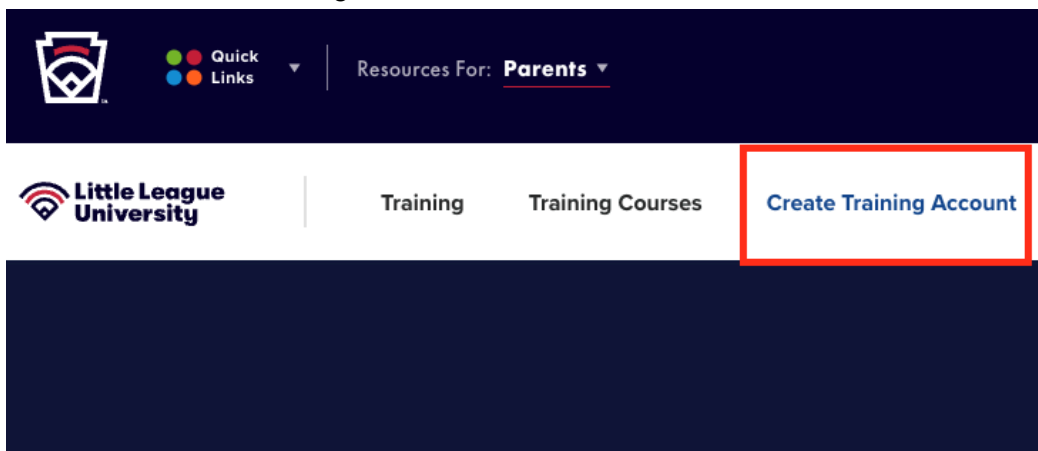 Quick
Links
Resources For: Parents
Little League
University
Training
Training Courses
Create Training Account